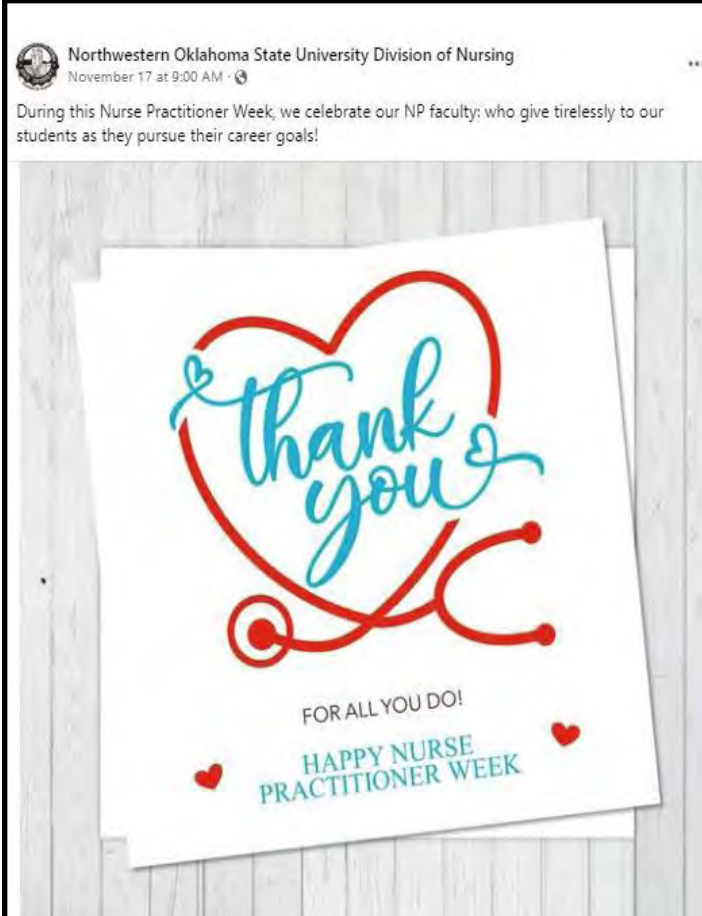 Northwestern Oklahoma State University Division of Nursing
November 17 at 9:00 AM ·
During this Nurse Practitioner Week, we celebrate our NP faculty: who give tirelessly to our
students as they pursue their career goals!
thank
you
FOR ALL YOU DO!
HAPPY NURSE
PRACTITIONER WEEK